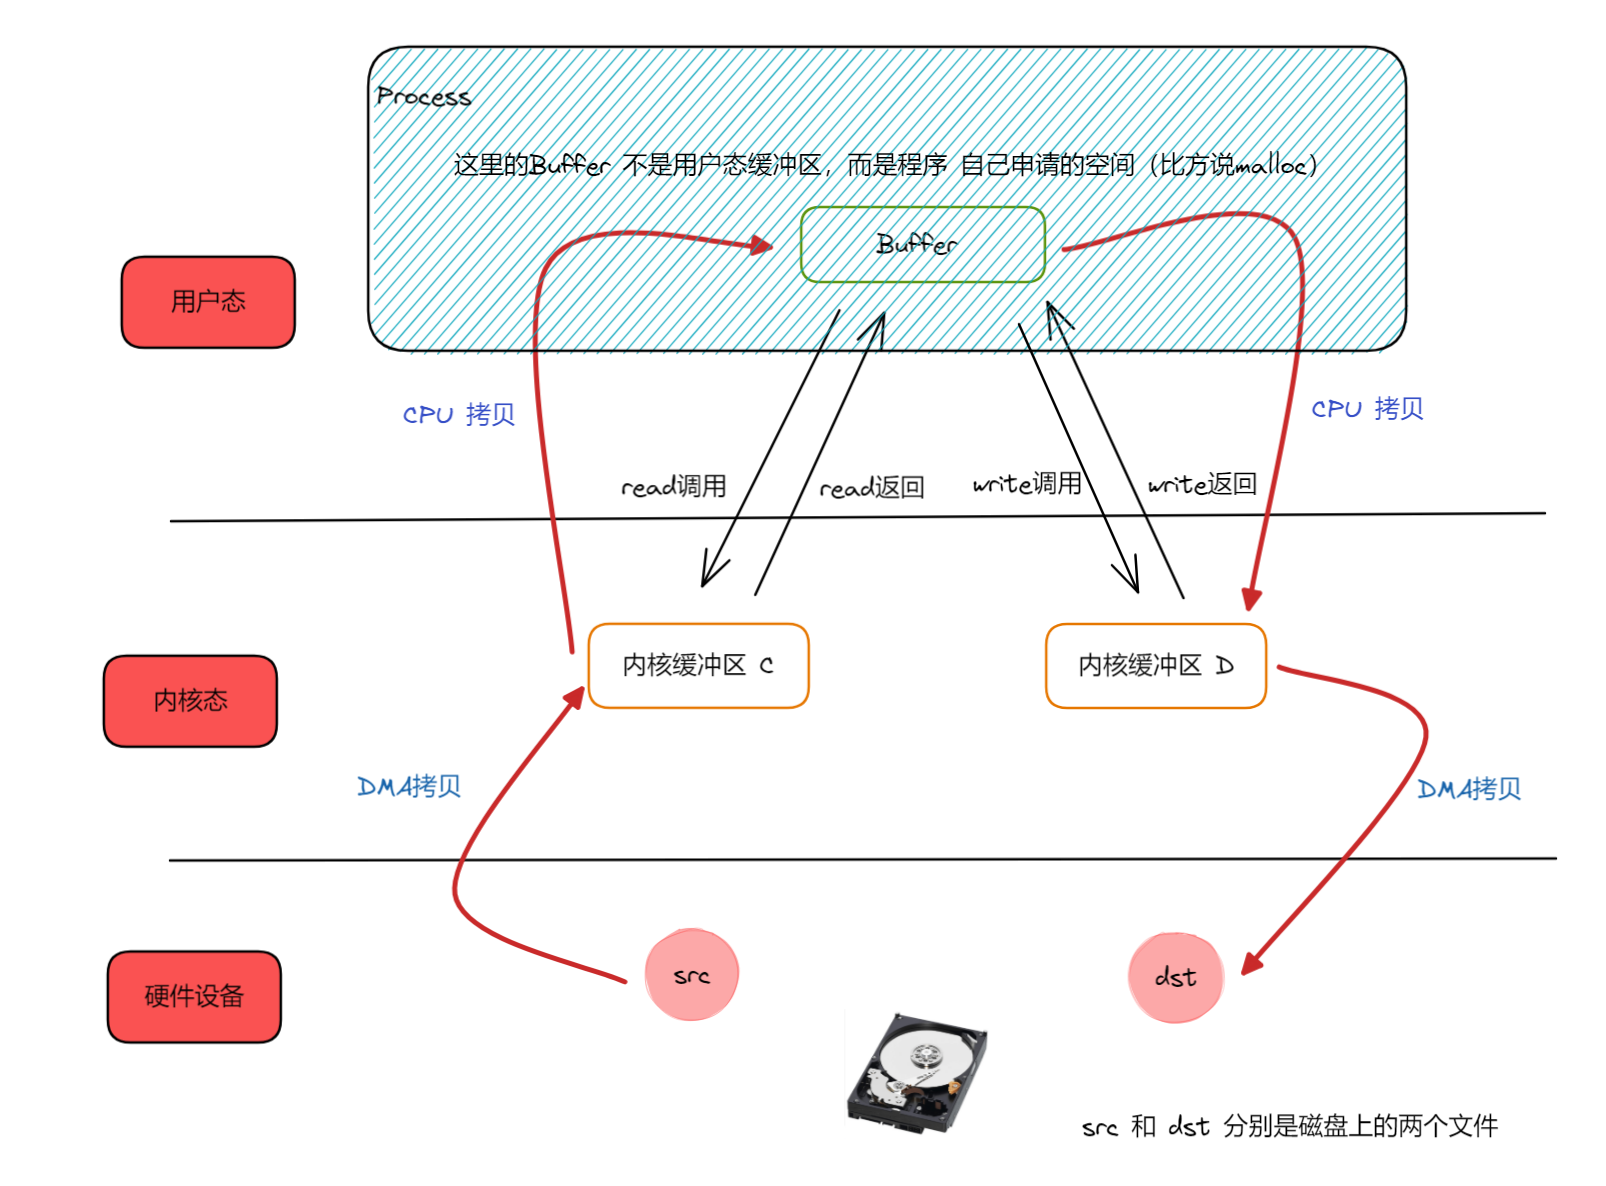 Process
这里的Buffer 不是用户态缓冲区，而是程序 自己申请的空间（比方说malloc）
Buffer
用户态
CPU 拷贝
CPU 拷贝
read调用
read返回
write调用
write返回
内核态
内核缓冲区 C
内核缓冲区 D
DMA拷贝
DMA拷贝
硬件设备
src
dst
src 和 dst 分别是磁盘上的两个文件